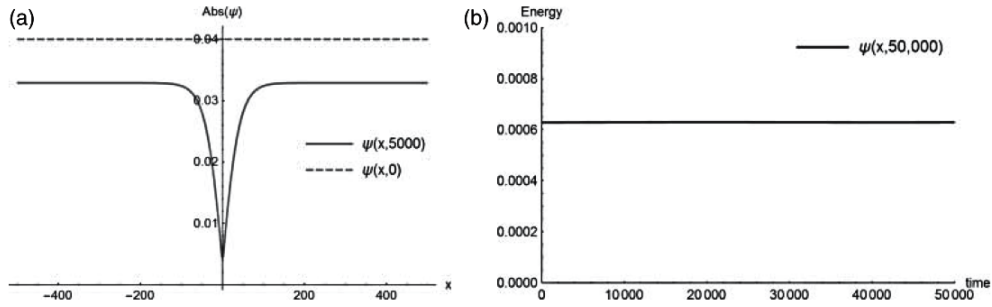 (a)
Abs(ψ)
0.04
0.03
0.02
0.01
ψ(x,5000)
ψ(x,0)
−400
−200
200
400
x
(b)
Energy
0.0010
0.0008
0.0006
0.0004
0.0002
0.0000
ψ(x,50,000)
0
10000
20000
30000
40000
50000
time